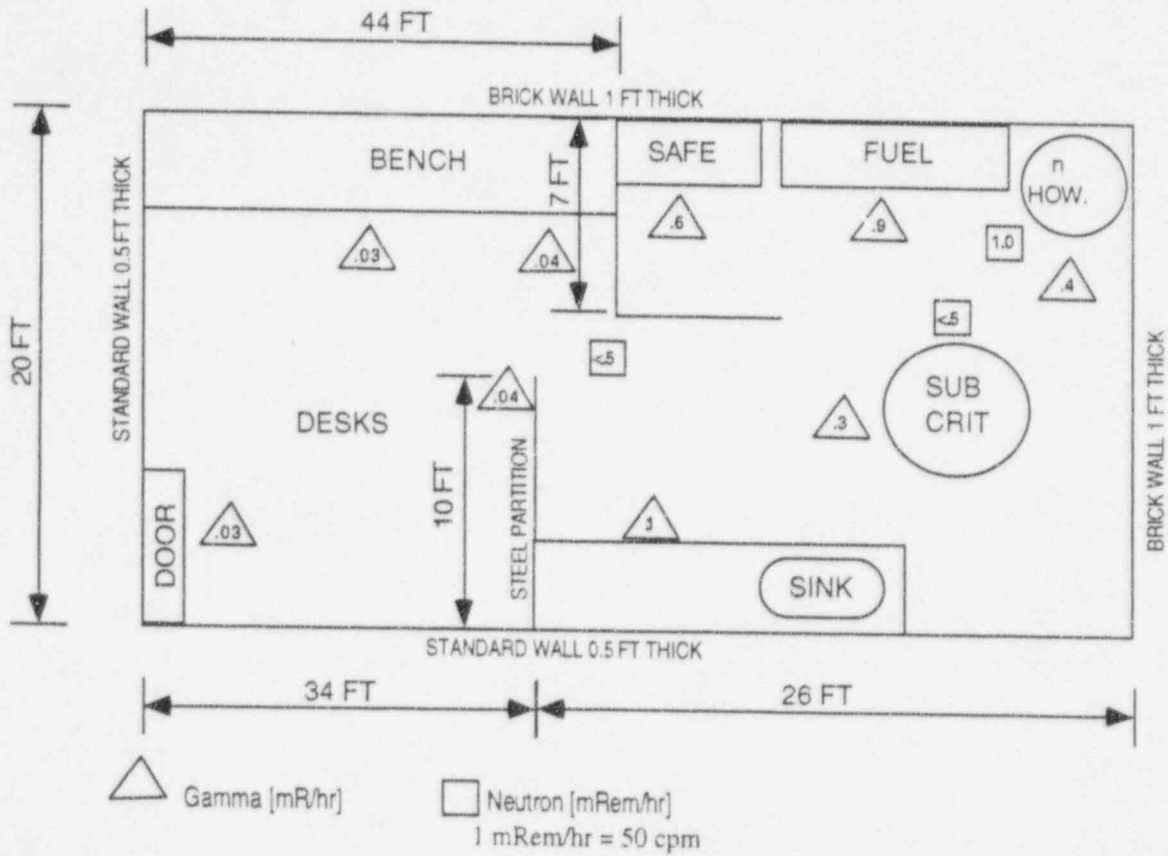 44 FT
BRICK WALL 1 FT THICK
BENCH
7 FT
SAFE
FUEL
n
HOW.
.6
.9
1.0
.03
.04
.4
STANDARD WALL 0.5 FT THICK
20 FT
<.5
<.5
SUB
CRIT
.04
DESKS
.3
BRICK WALL 1 FT THICK
10 FT
STEEL PARTITION
DOOR
.03
SINK
STANDARD WALL 0.5 FT THICK
34 FT
26 FT
Gamma [mR/hr]
Neutron [mRem/hr]
1 mRem/hr = 50 cpm